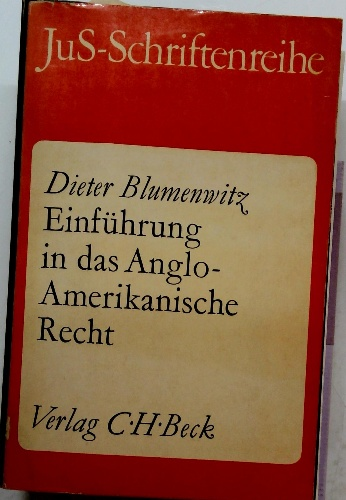 JuS-Schriftenreihe
Dieter Blumenwitz
Einführung
in das Anglo-
Amerikanische
Recht
Verlag C·H·Beck